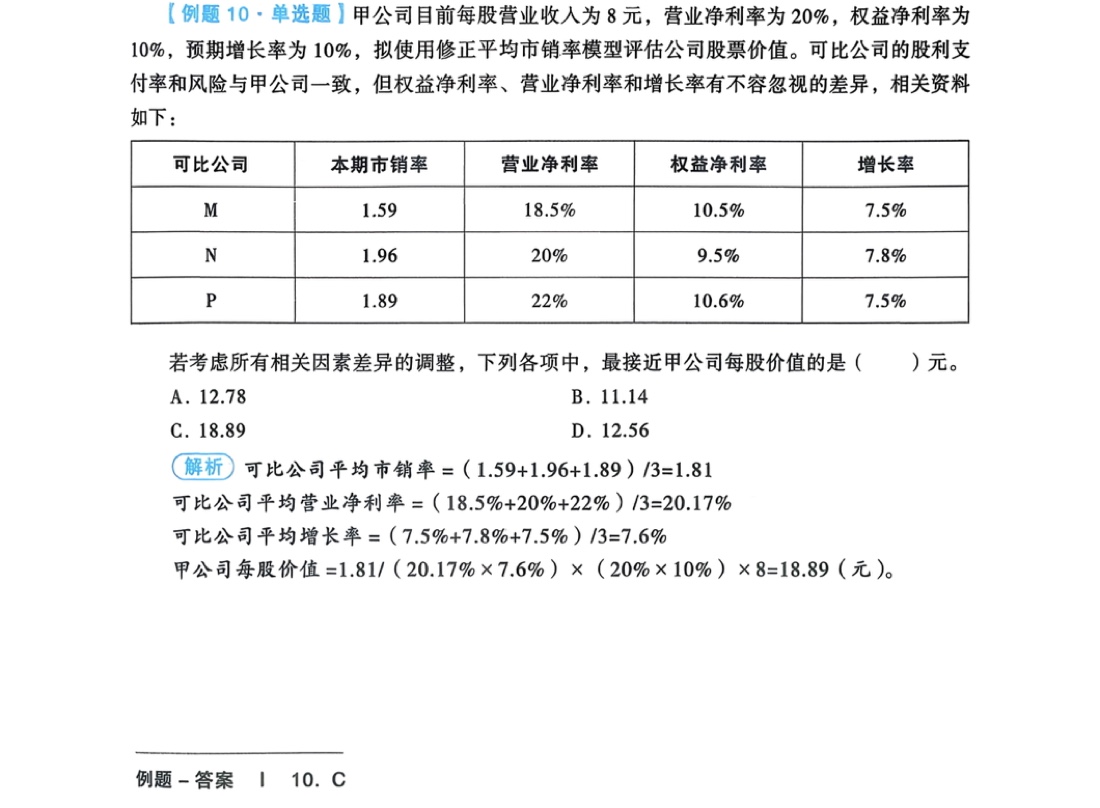 【例题 10·单选题】甲公司目前每股营业收入为 8 元，营业净利率为 20%，权益净利率为
10%，预期增长率为 10%，拟使用修正平均市销率模型评估公司股票价值。可比公司的股利支
付率和风险与甲公司一致，但权益净利率、营业净利率和增长率有不容忽视的差异，相关资料
如下：
可比公司 本期市销率 营业净利率 权益净利率 增长率
M 1.59 18.5% 10.5% 7.5%
N 1.96 20% 9.5% 7.8%
P 1.89 22% 10.6% 7.5%
若考虑所有相关因素差异的调整，下列各项中，最接近甲公司每股价值的是（　　）元。
A. 12.78 B. 11.14
C. 18.89 D. 12.56
解析 可比公司平均市销率 =（1.59+1.96+1.89）/3=1.81
可比公司平均营业净利率 =（18.5%+20%+22%）/3=20.17%
可比公司平均增长率 =（7.5%+7.8%+7.5%）/3=7.6%
甲公司每股价值 =1.81/（20.17%×7.6%）×（20%×10%）×8=18.89（元）。
例题 – 答案 | 10. C